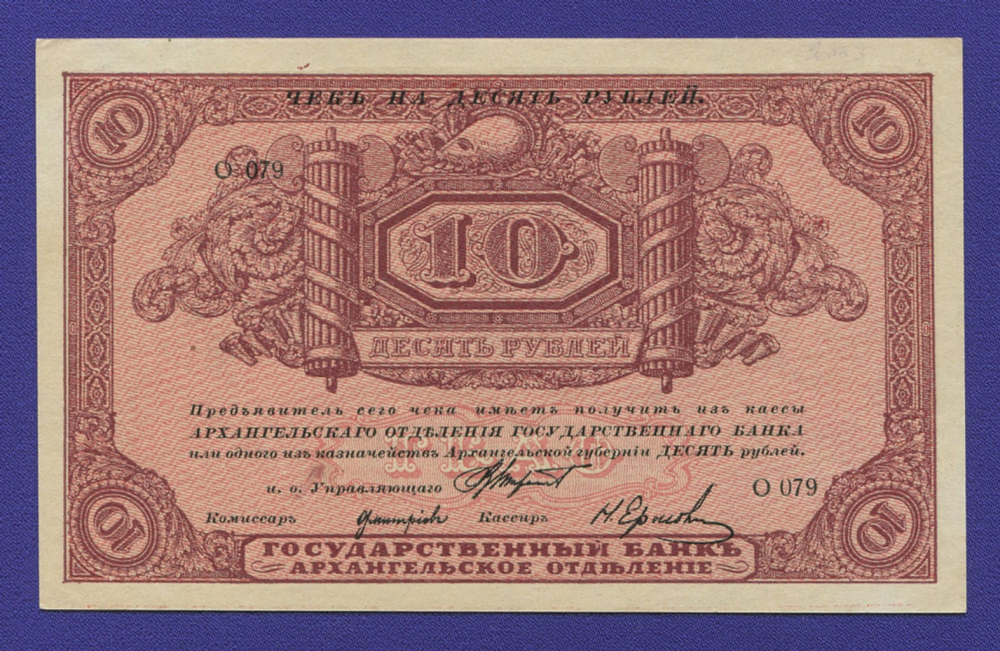 ЧЕКЪ НА ДЕСЯТЬ РУБЛЕЙ.
10
10
О 079
10
ДЕСЯТЬ РУБЛЕЙ
Предъявитель сего чека имѣетъ получить изъ кассы
АРХАНГЕЛЬСКАГО ОТДѢЛЕНІЯ ГОСУДАРСТВЕННАГО БАНКА
или одного изъ казначействъ Архангельской губерніи ДЕСЯТЬ рублей.
и. о. Управляющаго
О 079
Комиссаръ
Кассиръ
Н. Ермолов
10
10
ГОСУДАРСТВЕННЫЙ БАНКЪ
АРХАНГЕЛЬСКОЕ ОТДѢЛЕНІЕ